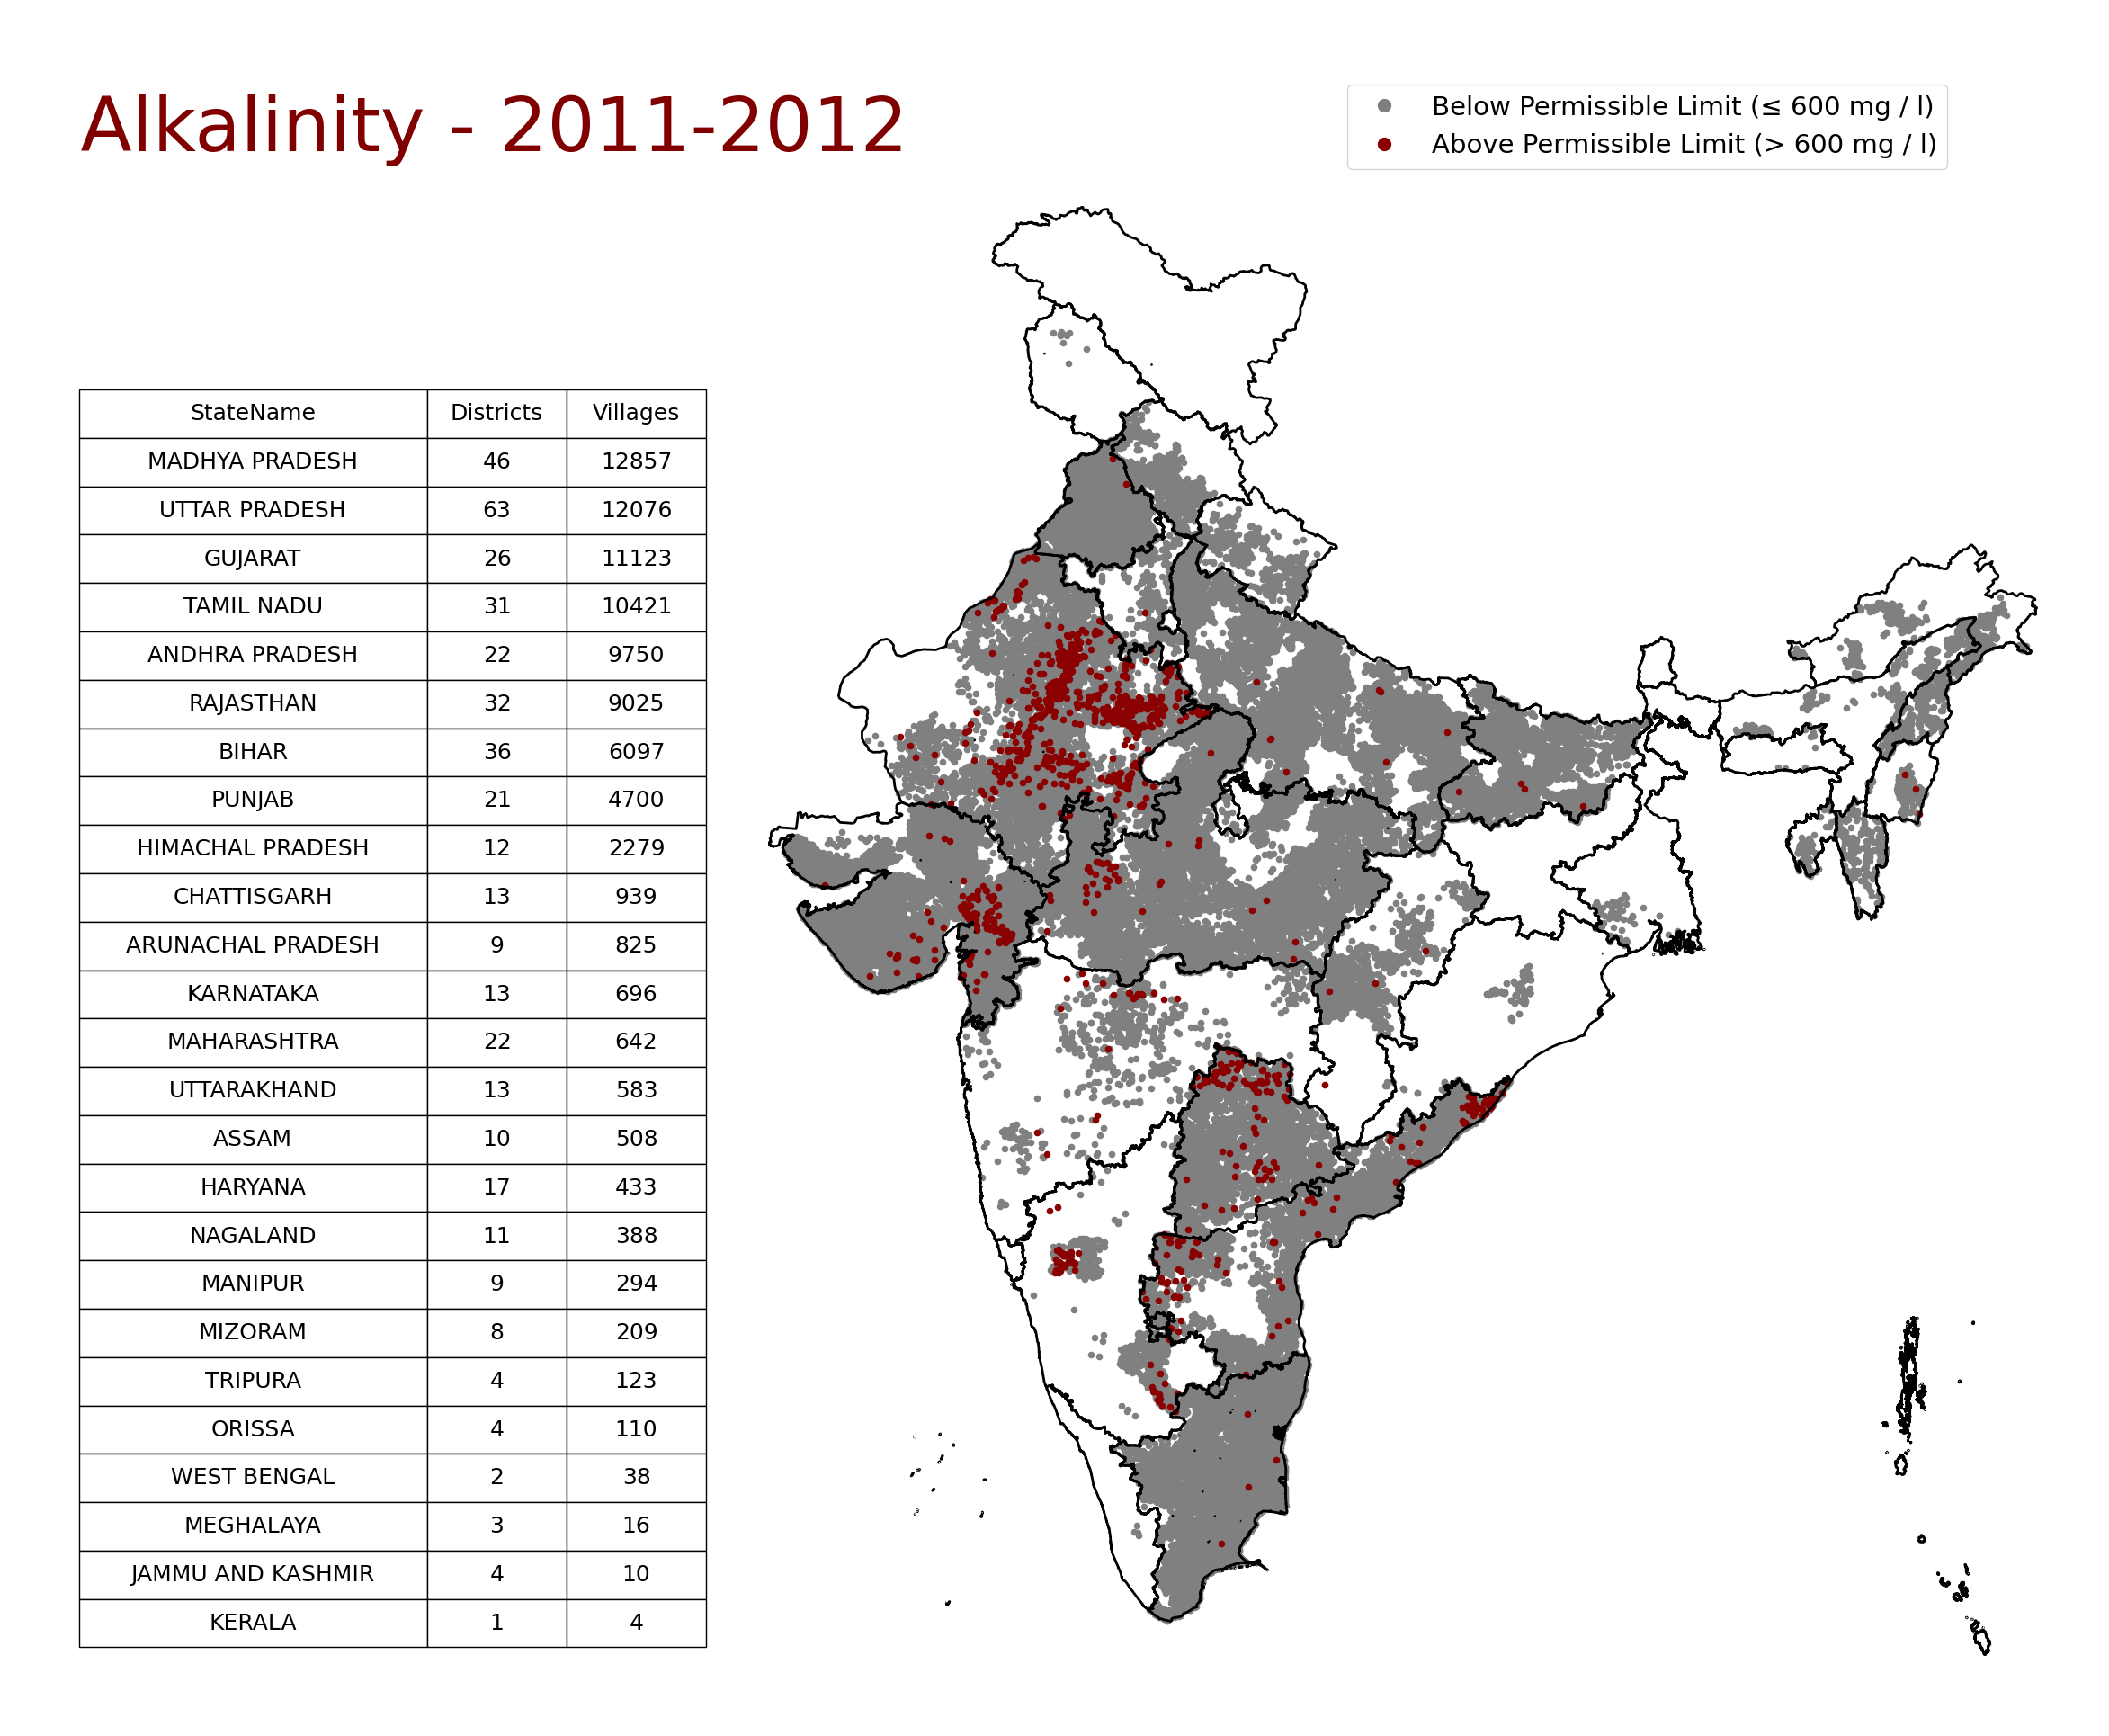 Alkalinity - 2011-2012
Below Permissible Limit (≤ 600 mg / l)
Above Permissible Limit (> 600 mg / l)
StateName Districts Villages
MADHYA PRADESH 46 12857
UTTAR PRADESH 63 12076
GUJARAT 26 11123
TAMIL NADU 31 10421
ANDHRA PRADESH 22 9750
RAJASTHAN 32 9025
BIHAR 36 6097
PUNJAB 21 4700
HIMACHAL PRADESH 12 2279
CHATTISGARH 13 939
ARUNACHAL PRADESH 9 825
KARNATAKA 13 696
MAHARASHTRA 22 642
UTTARAKHAND 13 583
ASSAM 10 508
HARYANA 17 433
NAGALAND 11 388
MANIPUR 9 294
MIZORAM 8 209
TRIPURA 4 123
ORISSA 4 110
WEST BENGAL 2 38
MEGHALAYA 3 16
JAMMU AND KASHMIR 4 10
KERALA 1 4